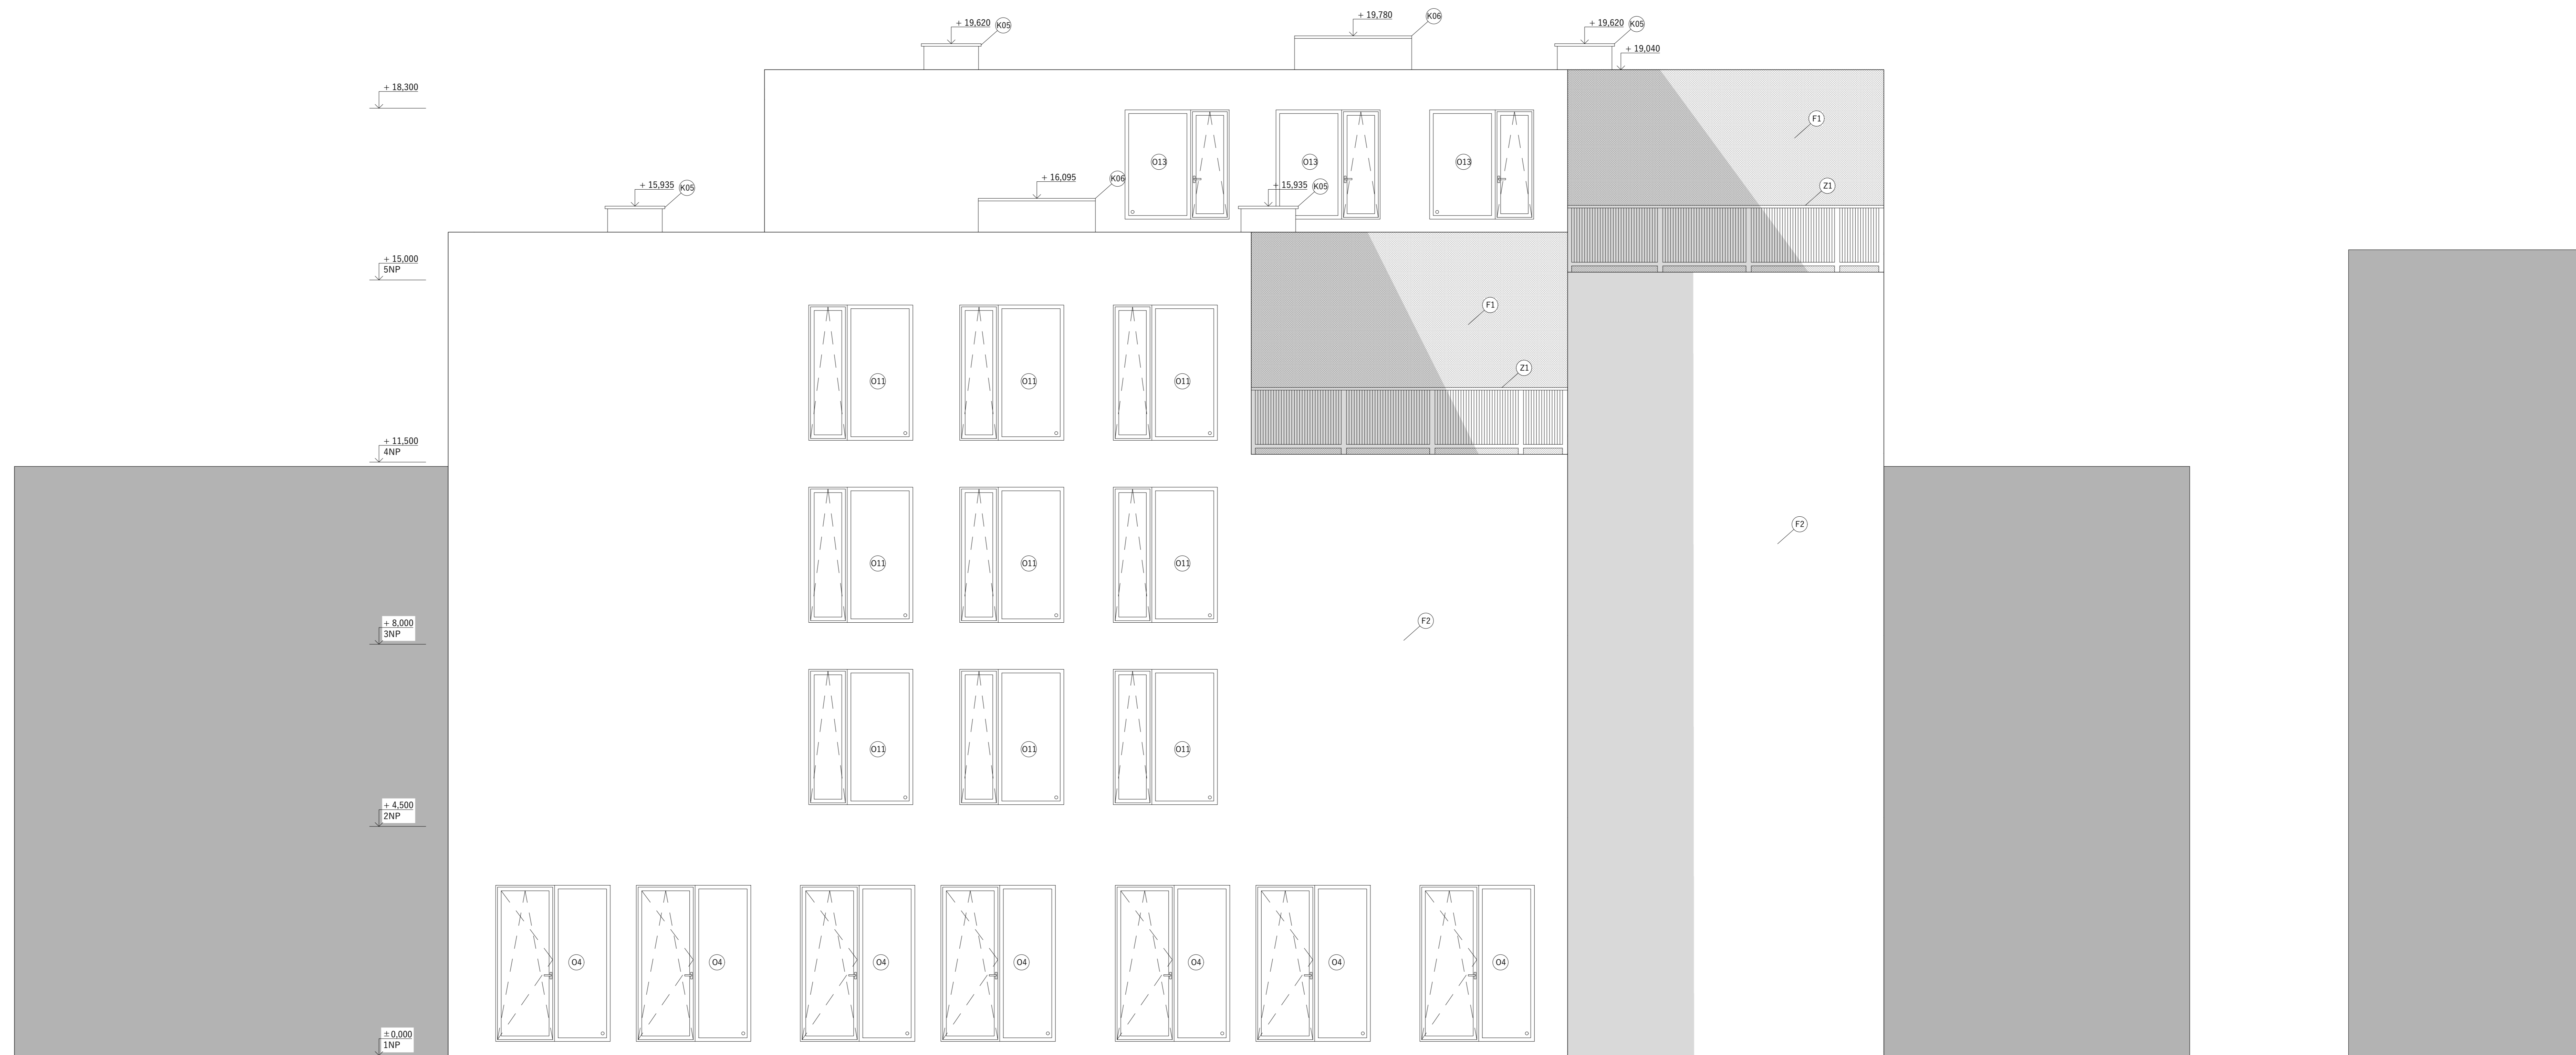 + 19,780
K06
+ 19,620
K05
+ 19,620
K05
+ 19,040
+ 18,300
F1
O13
O13
O13
+ 16,095
K06
+ 15,935
K05
+ 15,935
K05
Z1
+ 15,000
5NP
F1
Z1
O11
O11
O11
+ 11,500
4NP
F2
O11
O11
O11
F2
+ 8,000
3NP
O11
O11
O11
+ 4,500
2NP
O4
O4
O4
O4
O4
O4
O4
±0,000
1NP